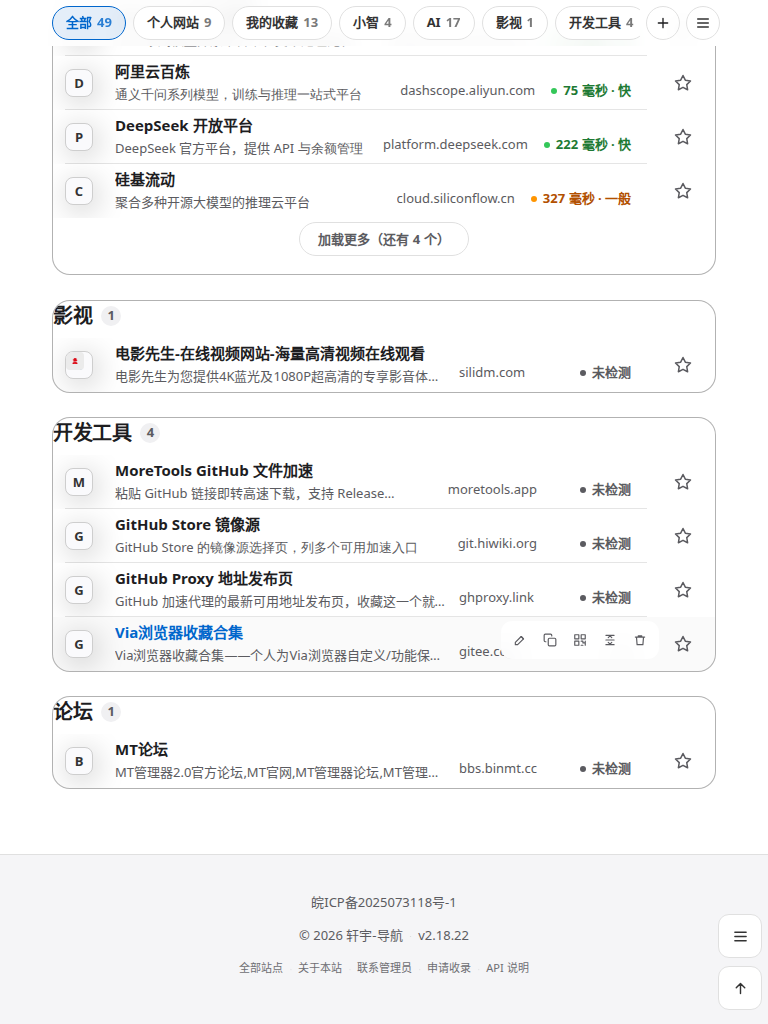 全部 49 个人网站 9 我的收藏 13 小智 4 AI 17 影视 1 开发工具 4
D 阿里云百炼
通义千问系列模型，训练与推理一站式平台 dashscope.aliyun.com 75 毫秒 · 快
P DeepSeek 开放平台
DeepSeek 官方平台，提供 API 与余额管理 platform.deepseek.com 222 毫秒 · 快
C 硅基流动
聚合多种开源大模型的推理云平台 cloud.siliconflow.cn 327 毫秒 · 一般
加载更多（还有 4 个）
影视 1
电影先生-在线视频网站-海量高清视频在线观看
电影先生为您提供4K蓝光及1080P超高清的专享影音体... silidm.com 未检测
开发工具 4
M MoreTools GitHub 文件加速
粘贴 GitHub 链接即转高速下载，支持 Release... moretools.app 未检测
G GitHub Store 镜像源
GitHub Store 的镜像源选择页，列多个可用加速入口 git.hiwiki.org 未检测
G GitHub Proxy 地址发布页
GitHub 加速代理的最新可用地址发布页，收藏这一个就... ghproxy.link 未检测
G Via浏览器收藏合集
Via浏览器收藏合集——个人为Via浏览器自定义/功能保... gitee.c
论坛 1
B MT论坛
MT管理器2.0官方论坛,MT官网,MT管理器论坛,MT管理... bbs.binmt.cc 未检测
皖ICP备2025073118号-1
© 2026 轩宇-导航 v2.18.22
全部站点 关于本站 联系管理员 申请收录 API 说明